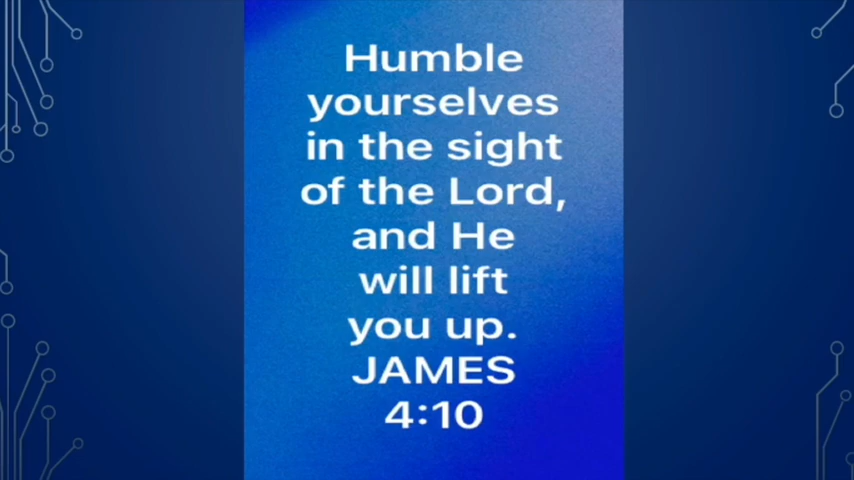 Humble
yourselves
in the sight
of the Lord,
and He
will lift
you up.
JAMES
4:10